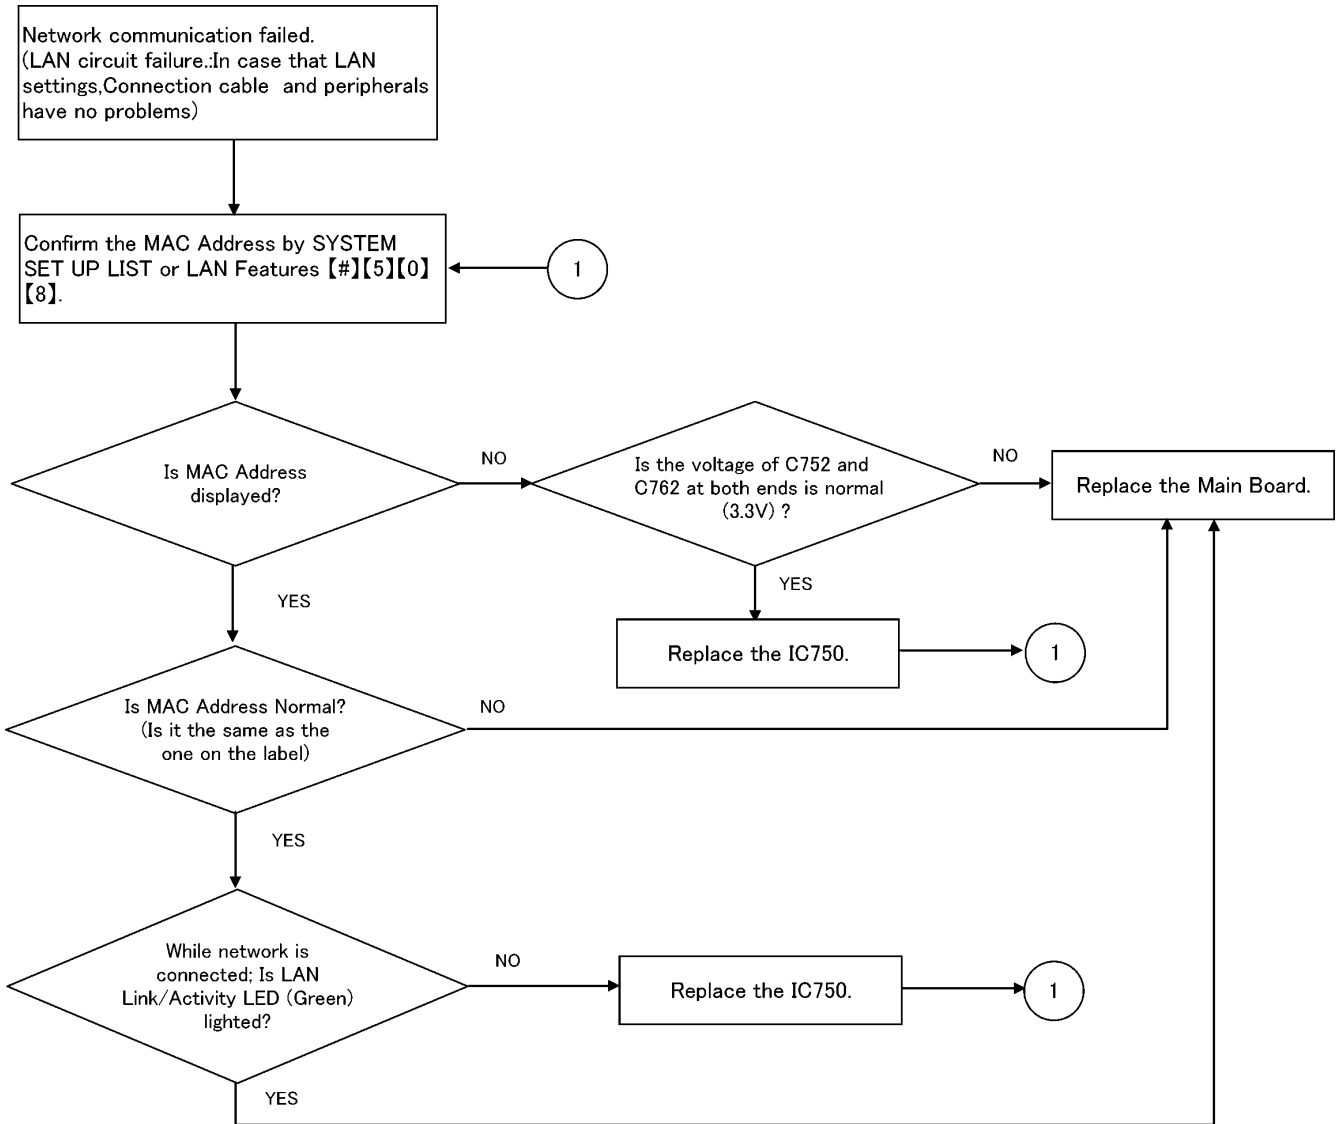 Network communication failed.
(LAN circuit failure.:In case that LAN
settings,Connection cable and peripherals
have no problems)
Confirm the MAC Address by SYSTEM
SET UP LIST or LAN Features 【#】【5】【0】
【8】.
1
Is MAC Address
displayed?
NO
Is the voltage of C752 and
C762 at both ends is normal
(3.3V) ?
NO
Replace the Main Board.
YES
YES
Replace the IC750.
1
Is MAC Address Normal?
(Is it the same as the
one on the label)
NO
YES
While network is
connected; Is LAN
Link/Activity LED (Green)
lighted?
NO
Replace the IC750.
1
YES